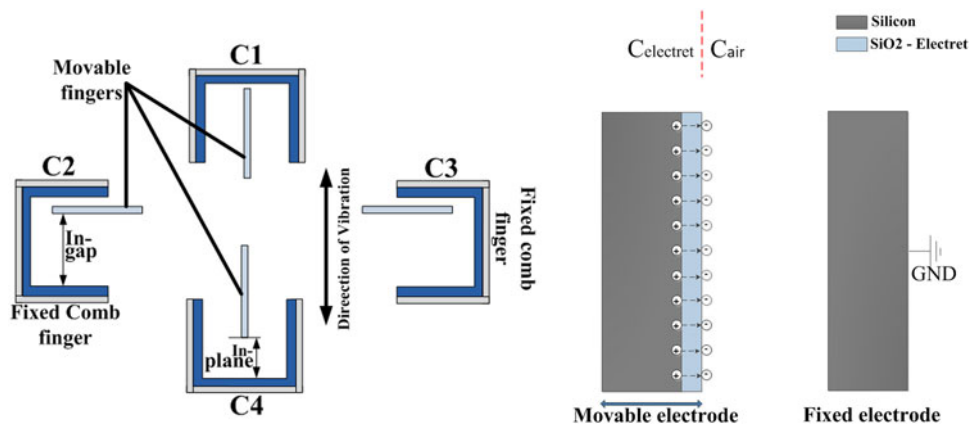 C1
Movable
fingers
C2
In-
gap
Fixed Comb
finger
In-
plane
C4
Direection of Vibration
C3
Fixed comb
finger
Celectret
Cair
Silicon
SiO2 - Electret
GND
Movable electrode
Fixed electrode